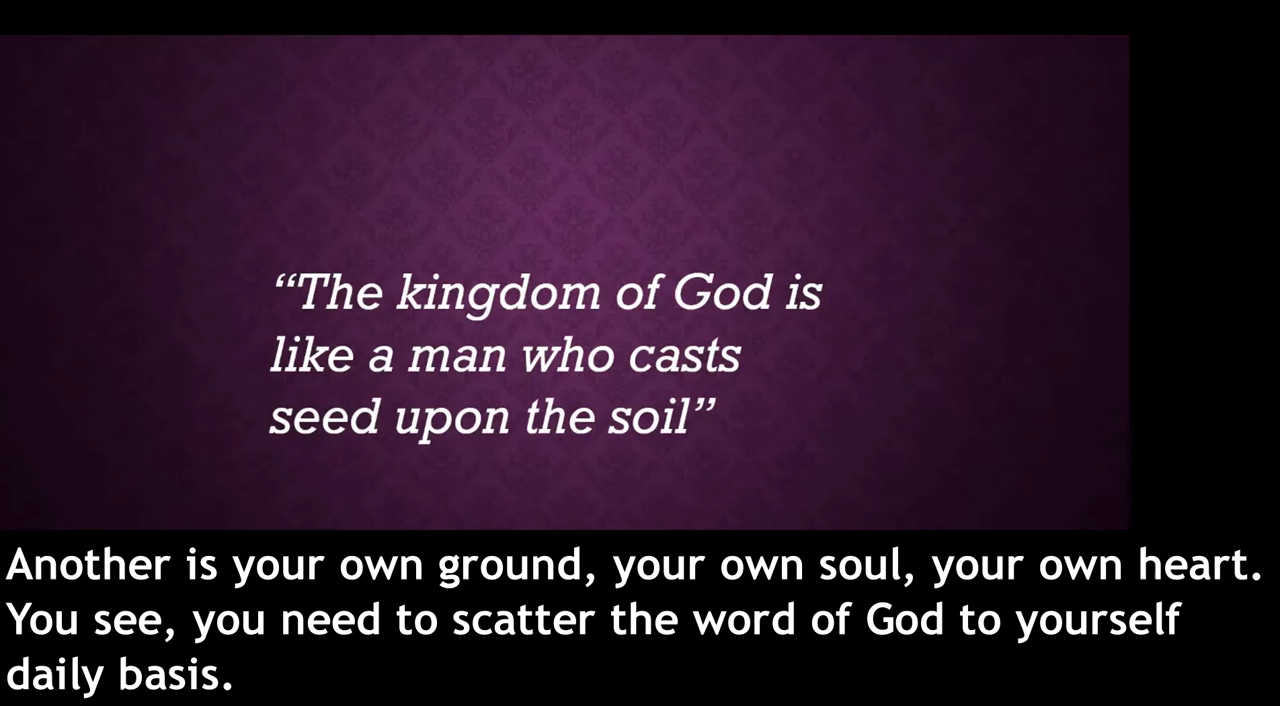 “The kingdom of God is
like a man who casts
seed upon the soil”
Another is your own ground, your own soul, your own heart.
You see, you need to scatter the word of God to yourself
daily basis.